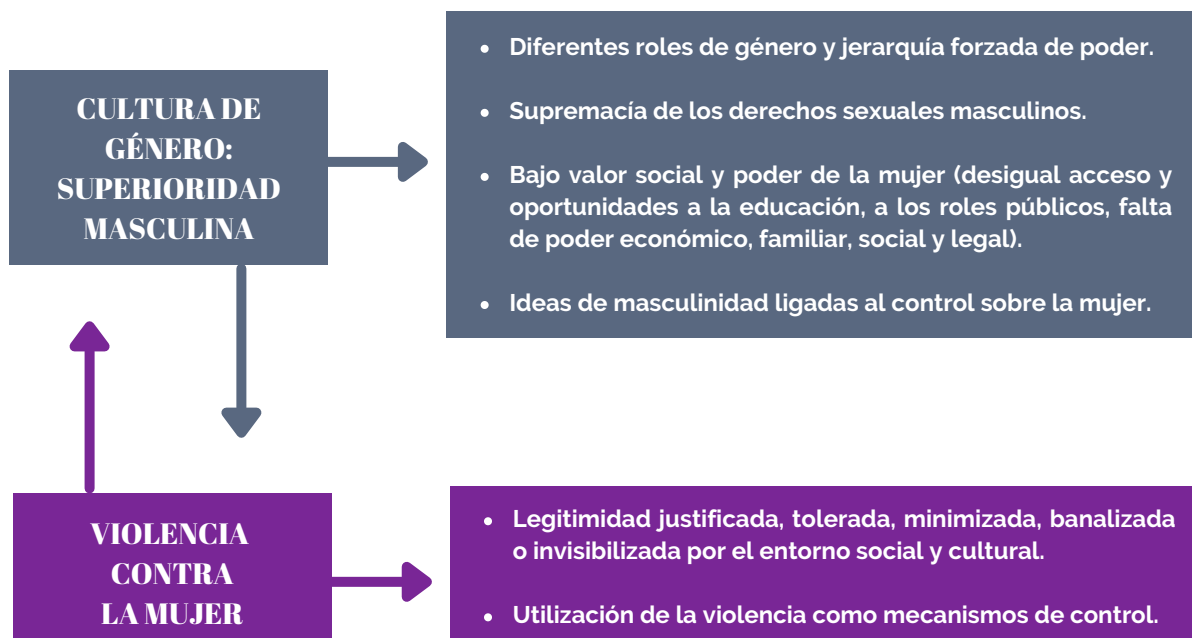 CULTURA DE
GÉNERO:
SUPERIORIDAD
MASCULINA
• Diferentes roles de género y jerarquía forzada de poder.
• Supremacía de los derechos sexuales masculinos.
• Bajo valor social y poder de la mujer (desigual acceso y
oportunidades a la educación, a los roles públicos, falta
de poder económico, familiar, social y legal).
• Ideas de masculinidad ligadas al control sobre la mujer.
VIOLENCIA
CONTRA
LA MUJER
• Legitimidad justificada, tolerada, minimizada, banalizada
o invisibilizada por el entorno social y cultural.
• Utilización de la violencia como mecanismos de control.